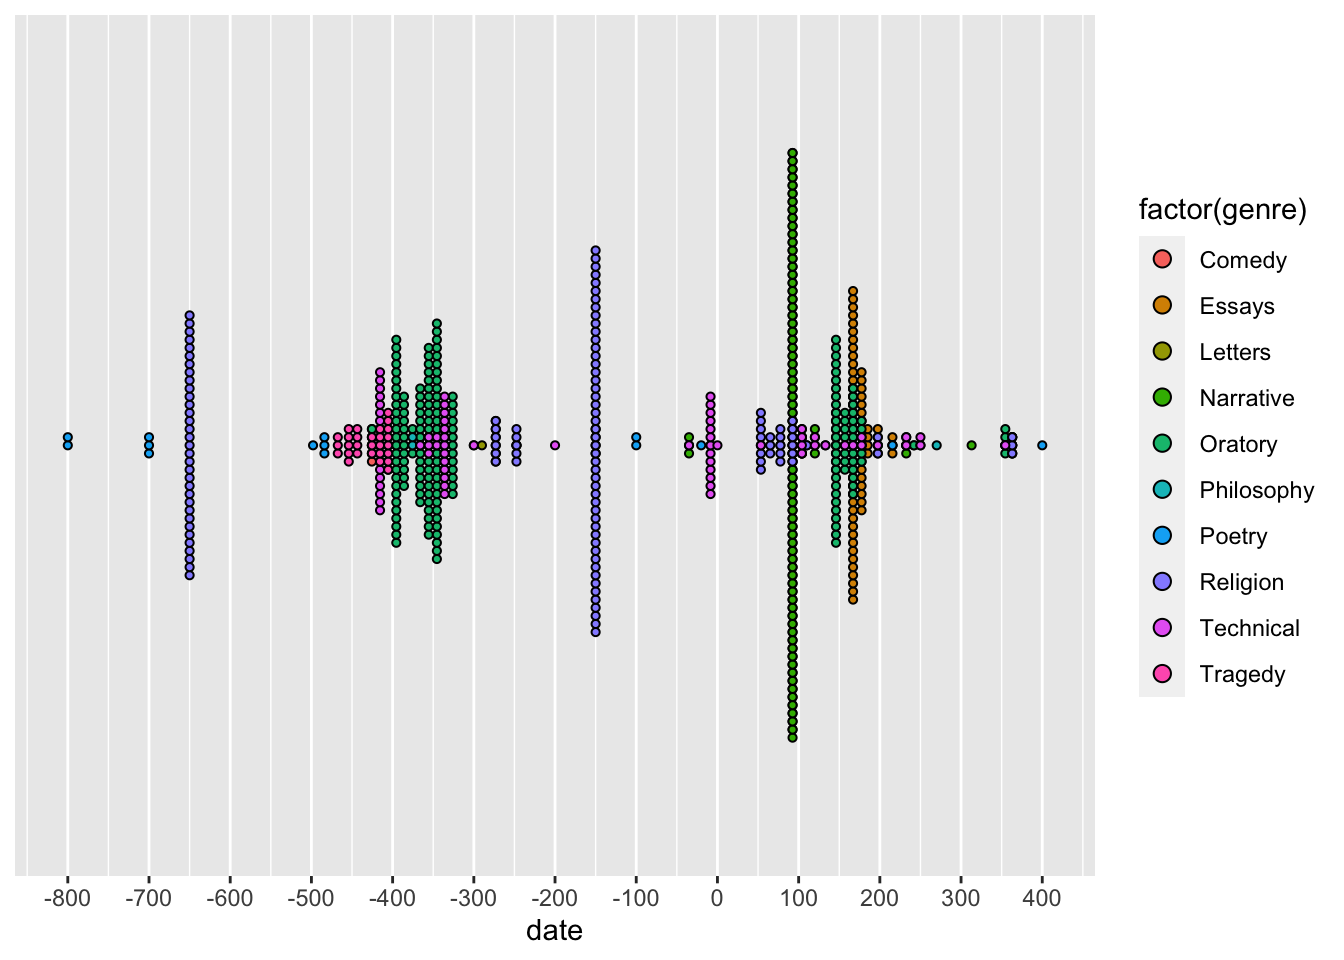 factor(genre)
Comedy
Essays
Letters
Narrative
Oratory
Philosophy
Poetry
Religion
Technical
Tragedy
-800 -700 -600 -500 -400 -300 -200 -100 0 100 200 300 400
date